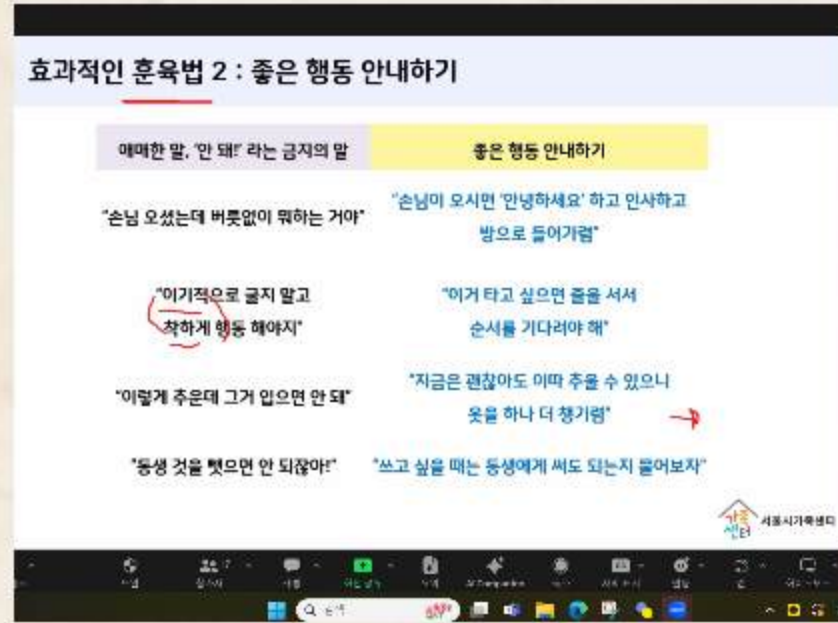 효과적인 훈육법 2 : 좋은 행동 안내하기
애매한 말, '안 돼!' 라는 금지의 말
좋은 행동 안내하기
"손님 오셨는데 버릇없이 뭐하는 거야"
"손님이 오시면 '안녕하세요' 하고 인사하고
방으로 들어가렴"
"이기적으로 굴지 말고
착하게 행동 해야지"
"이거 타고 싶으면 줄을 서서
순서를 기다려야 해"
"이렇게 추운데 그거 입으면 안 돼"
"지금은 괜찮아도 이따 추울 수 있으니
옷을 하나 더 챙기렴"
"동생 것을 뺏으면 안 되잖아!"
"쓰고 싶을 때는 동생에게 써도 되는지 물어보자"
가족센터
서울시가족센터
AI Companion
7